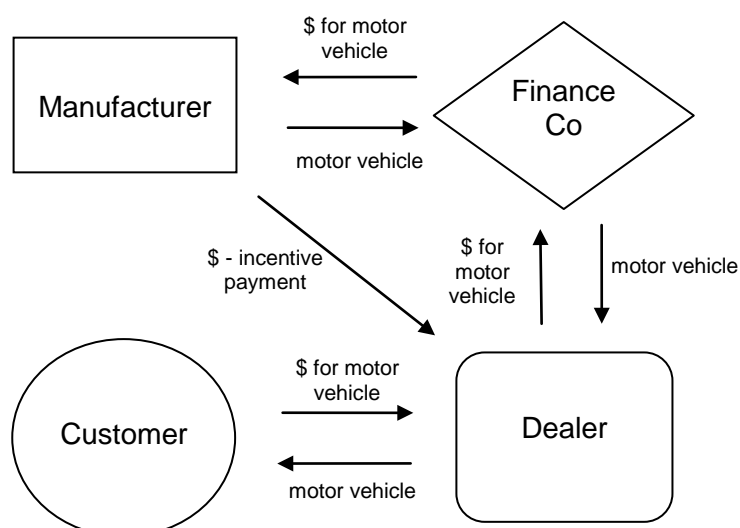 $ for motor
vehicle
Manufacturer
Finance
Co
motor vehicle
$ - incentive
payment
$ for
motor
vehicle
motor vehicle
$ for motor
vehicle
Customer
Dealer
motor vehicle